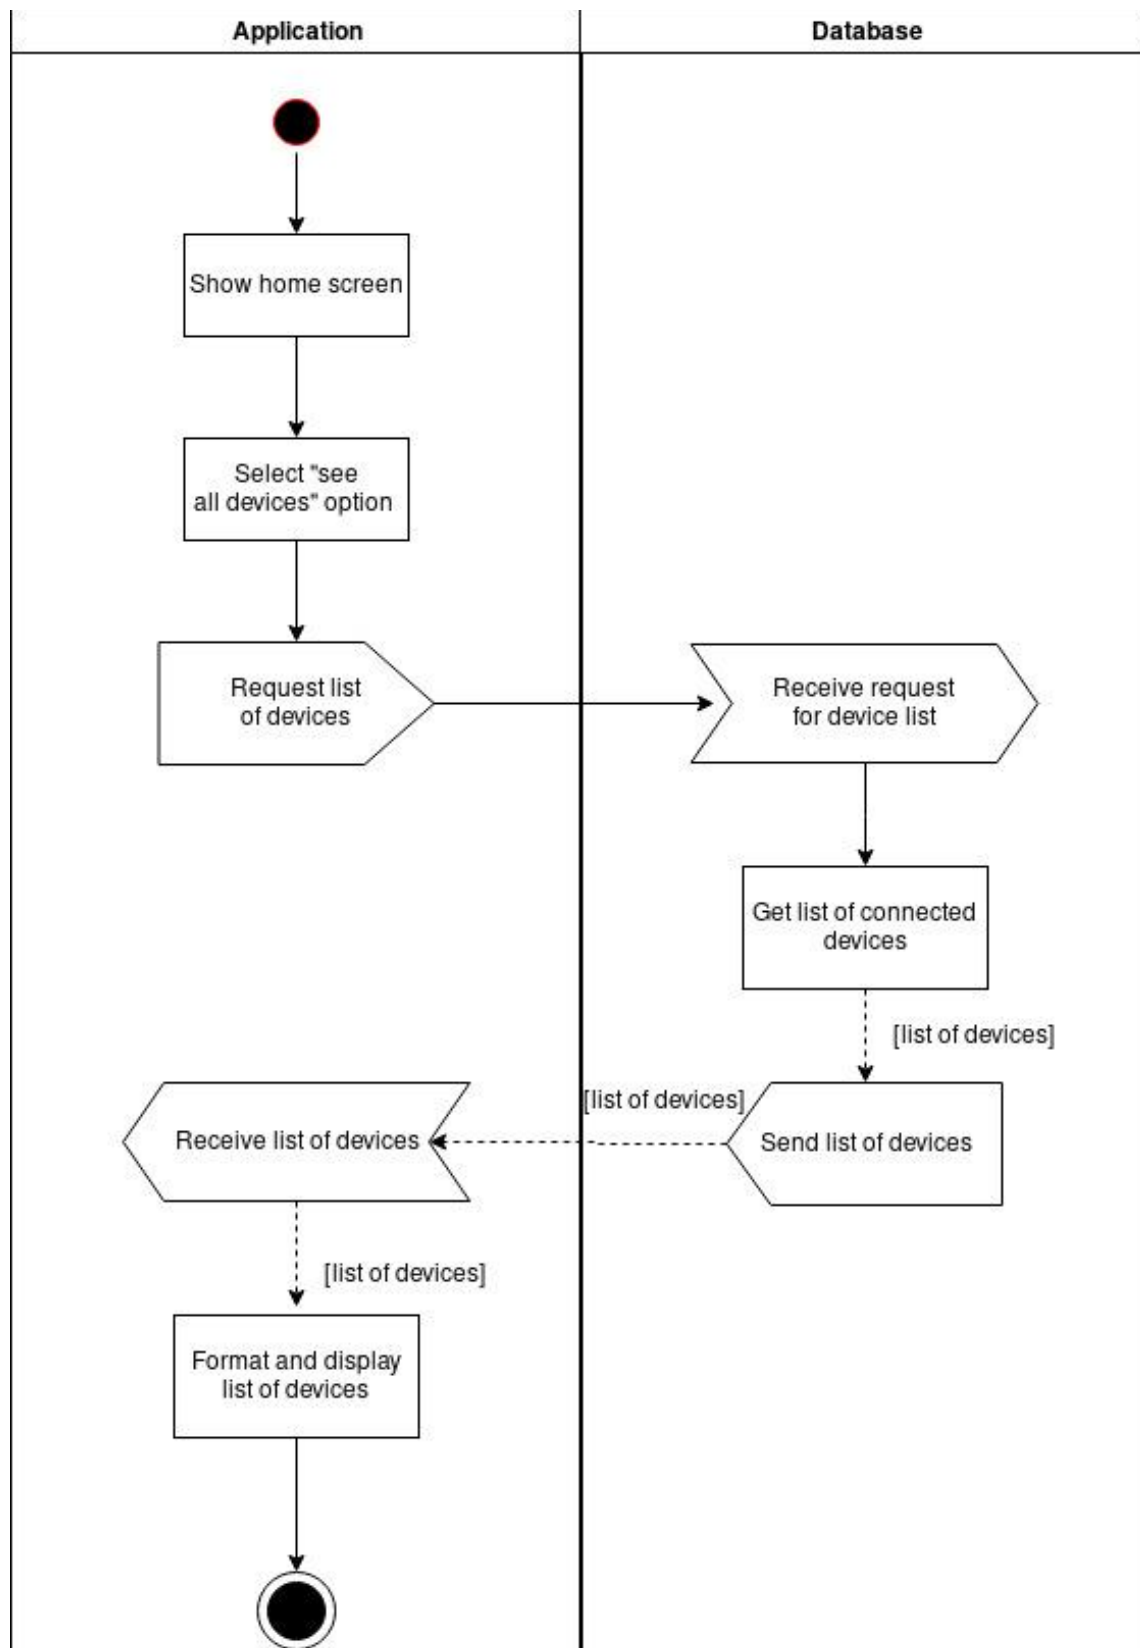 Application
Database
Show home screen
Select "see
all devices" option
Request list
of devices
Receive request
for device list
Get list of connected
devices
[list of devices]
[list of devices]
Send list of devices
Receive list of devices
[list of devices]
Format and display
list of devices